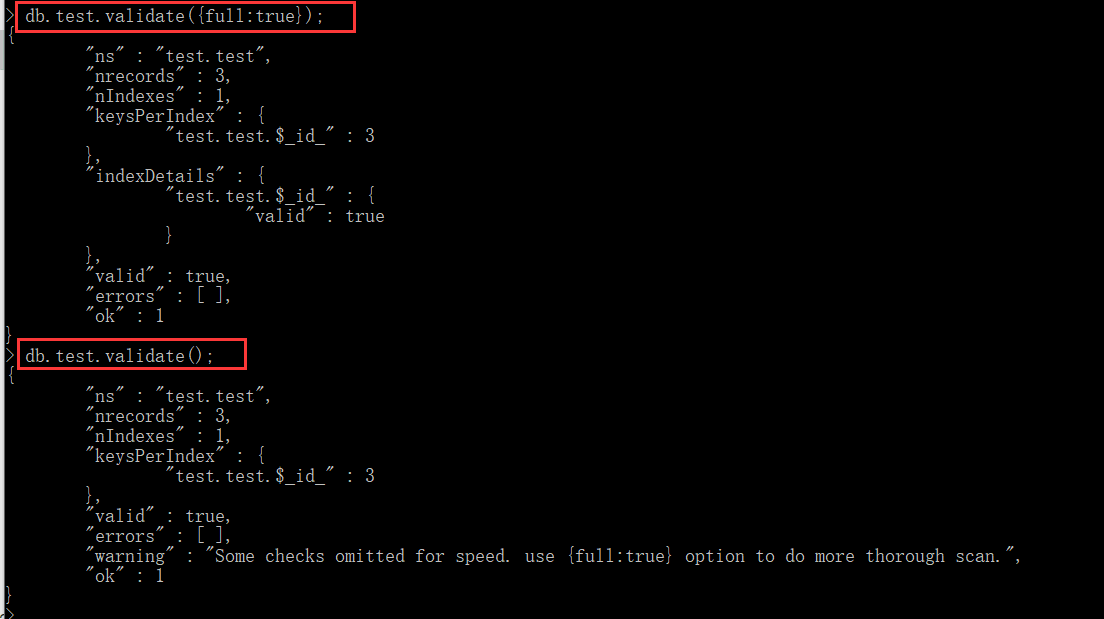 > db.test.validate({full:true});
{
        "ns" : "test.test",
        "nrecords" : 3,
        "nIndexes" : 1,
        "keysPerIndex" : {
                "test.test.$_id_" : 3
        },
        "indexDetails" : {
                "test.test.$_id_" : {
                        "valid" : true
                }
        },
        "valid" : true,
        "errors" : [ ],
        "ok" : 1
}
> db.test.validate();
{
        "ns" : "test.test",
        "nrecords" : 3,
        "nIndexes" : 1,
        "keysPerIndex" : {
                "test.test.$_id_" : 3
        },
        "valid" : true,
        "errors" : [ ],
        "warning" : "Some checks omitted for speed. use {full:true} option to do more thorough scan.",
        "ok" : 1
}
>